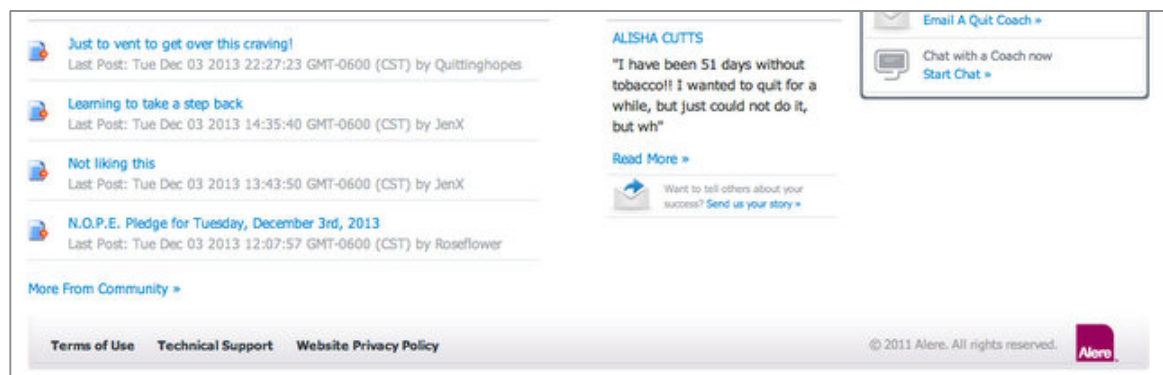 Just to vent to get over this craving!
Last Post: Tue Dec 03 2013 22:27:23 GMT-0600 (CST) by Quittinghopes
Learning to take a step back
Last Post: Tue Dec 03 2013 14:35:40 GMT-0600 (CST) by JenX
Not liking this
Last Post: Tue Dec 03 2013 13:43:50 GMT-0600 (CST) by JenX
N.O.P.E. Pledge for Tuesday, December 3rd, 2013
Last Post: Tue Dec 03 2013 12:07:57 GMT-0600 (CST) by Roseflower
More From Community »
ALISHA CUTTS
"I have been 51 days without
tobacco!! I wanted to quit for a
while, but just could not do it,
but wh"
Read More »
Want to tell others about your
success? Send us your story »
Email A Quit Coach »
Chat with a Coach now
Start Chat »
Terms of Use Technical Support Website Privacy Policy
© 2011 Alere. All rights reserved.
Alere